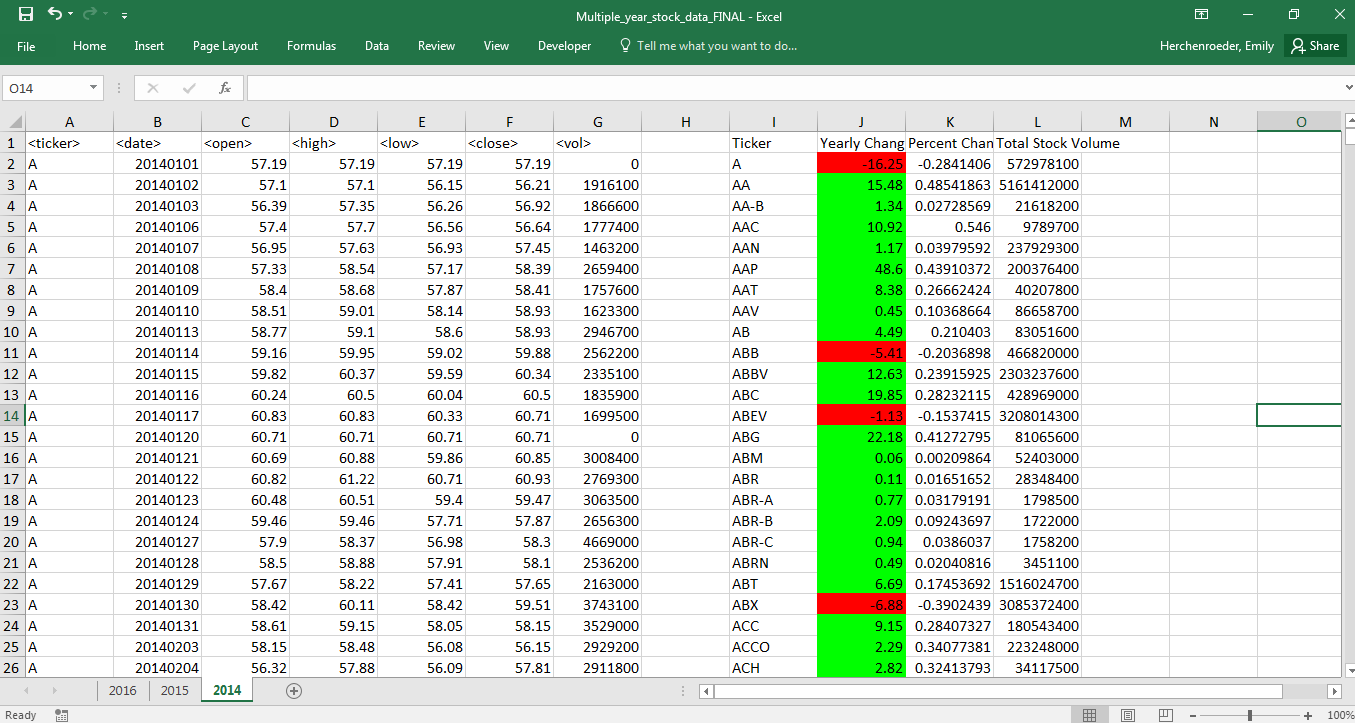 Multiple_year_stock_data_FINAL - Excel
File Home Insert Page Layout Formulas Data Review View Developer Tell me what you want to do... Herchenroeder, Emily Share
O14 fx
A B C D E F G H I J K L M N O
1 <ticker> <date> <open> <high> <low> <close> <vol> Ticker Yearly Chang Percent Chan Total Stock Volume
2 A 20140101 57.19 57.19 57.19 57.19 0 A -16.25 -0.2841406 572978100
3 A 20140102 57.1 57.1 56.15 56.21 1916100 AA 15.48 0.48541863 5161412000
4 A 20140103 56.39 57.35 56.26 56.92 1866600 AA-B 1.34 0.02728569 21618200
5 A 20140106 57.4 57.7 56.56 56.64 1777400 AAC 10.92 0.546 9789700
6 A 20140107 56.95 57.63 56.93 57.45 1463200 AAN 1.17 0.03979592 237929300
7 A 20140108 57.33 58.54 57.17 58.39 2659400 AAP 48.6 0.43910372 200376400
8 A 20140109 58.4 58.68 57.87 58.41 1757600 AAT 8.38 0.26662424 40207800
9 A 20140110 58.51 59.01 58.14 58.93 1623300 AAV 0.45 0.10368664 86658700
10 A 20140113 58.77 59.1 58.6 58.93 2946700 AB 4.49 0.210403 83051600
11 A 20140114 59.16 59.95 59.02 59.88 2562200 ABB -5.41 -0.2036898 466820000
12 A 20140115 59.82 60.37 59.59 60.34 2335100 ABBV 12.63 0.23915925 2303237600
13 A 20140116 60.24 60.5 60.04 60.5 1835900 ABC 19.85 0.28232115 428969000
14 A 20140117 60.83 60.83 60.33 60.71 1699500 ABEV -1.13 -0.1537415 3208014300
15 A 20140120 60.71 60.71 60.71 60.71 0 ABG 22.18 0.41272795 81065600
16 A 20140121 60.69 60.88 59.86 60.85 3008400 ABM 0.06 0.00209864 52403000
17 A 20140122 60.82 61.22 60.71 60.93 2769300 ABR 0.11 0.01651652 28348400
18 A 20140123 60.48 60.51 59.4 59.47 3063500 ABR-A 0.77 0.03179191 1798500
19 A 20140124 59.46 59.46 57.71 57.87 2656300 ABR-B 2.09 0.09243697 1722000
20 A 20140127 57.9 58.37 56.98 58.3 4669000 ABR-C 0.94 0.0386037 1758200
21 A 20140128 58.5 58.88 57.91 58.1 2536200 ABRN 0.49 0.02040816 3451100
22 A 20140129 57.67 58.22 57.41 57.65 2163000 ABT 6.69 0.17453692 1516024700
23 A 20140130 58.42 60.11 58.42 59.51 3743100 ABX -6.88 -0.3902439 3085372400
24 A 20140131 58.61 59.15 58.05 58.15 3529000 ACC 9.15 0.28407327 180543400
25 A 20140203 58.15 58.48 56.08 56.15 2929200 ACCO 2.29 0.34077381 223248000
26 A 20140204 56.32 57.88 56.09 57.81 2911800 ACH 2.82 0.32413793 34117500
2016 2015 2014
Ready 100%